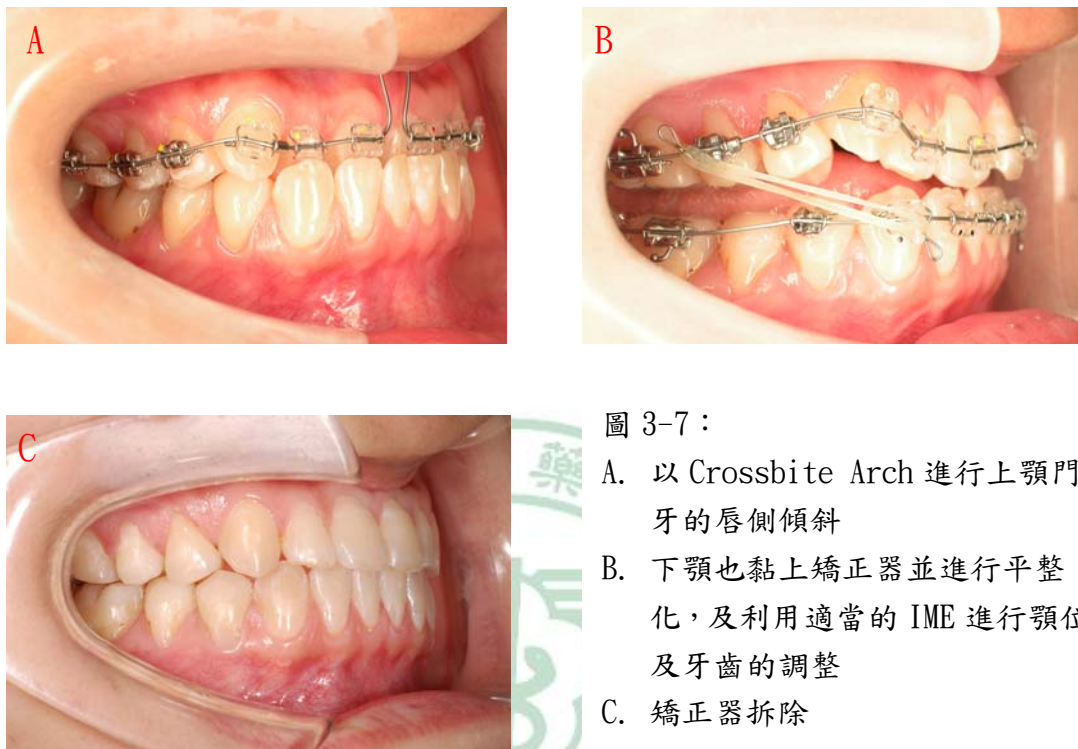 A
B
C
藥
圖 3-7：
A. 以 Crossbite Arch 進行上顎門
牙的唇側傾斜
B. 下顎也黏上矯正器並進行平整
化，及利用適當的 IME 進行顎位
及牙齒的調整
C. 矯正器拆除